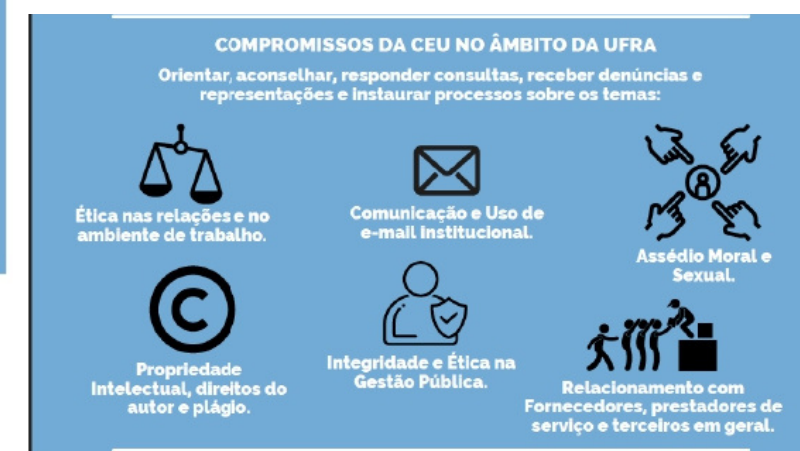 COMPROMISSOS DA CEU NO ÂMBITO DA UFRA
Orientar, aconselhar, responder consultas, receber denúncias e
representações e instaurar processos sobre os temas:
Ética nas relações e no
ambiente de trabalho.
Comunicação e Uso de
e-mail institucional.
Assédio Moral e
Sexual.
C
Propriedade
Intelectual, direitos do
autor e plágio.
Integridade e Ética na
Gestão Pública.
Relacionamento com
Fornecedores, prestadores de
serviço e terceiros em geral.